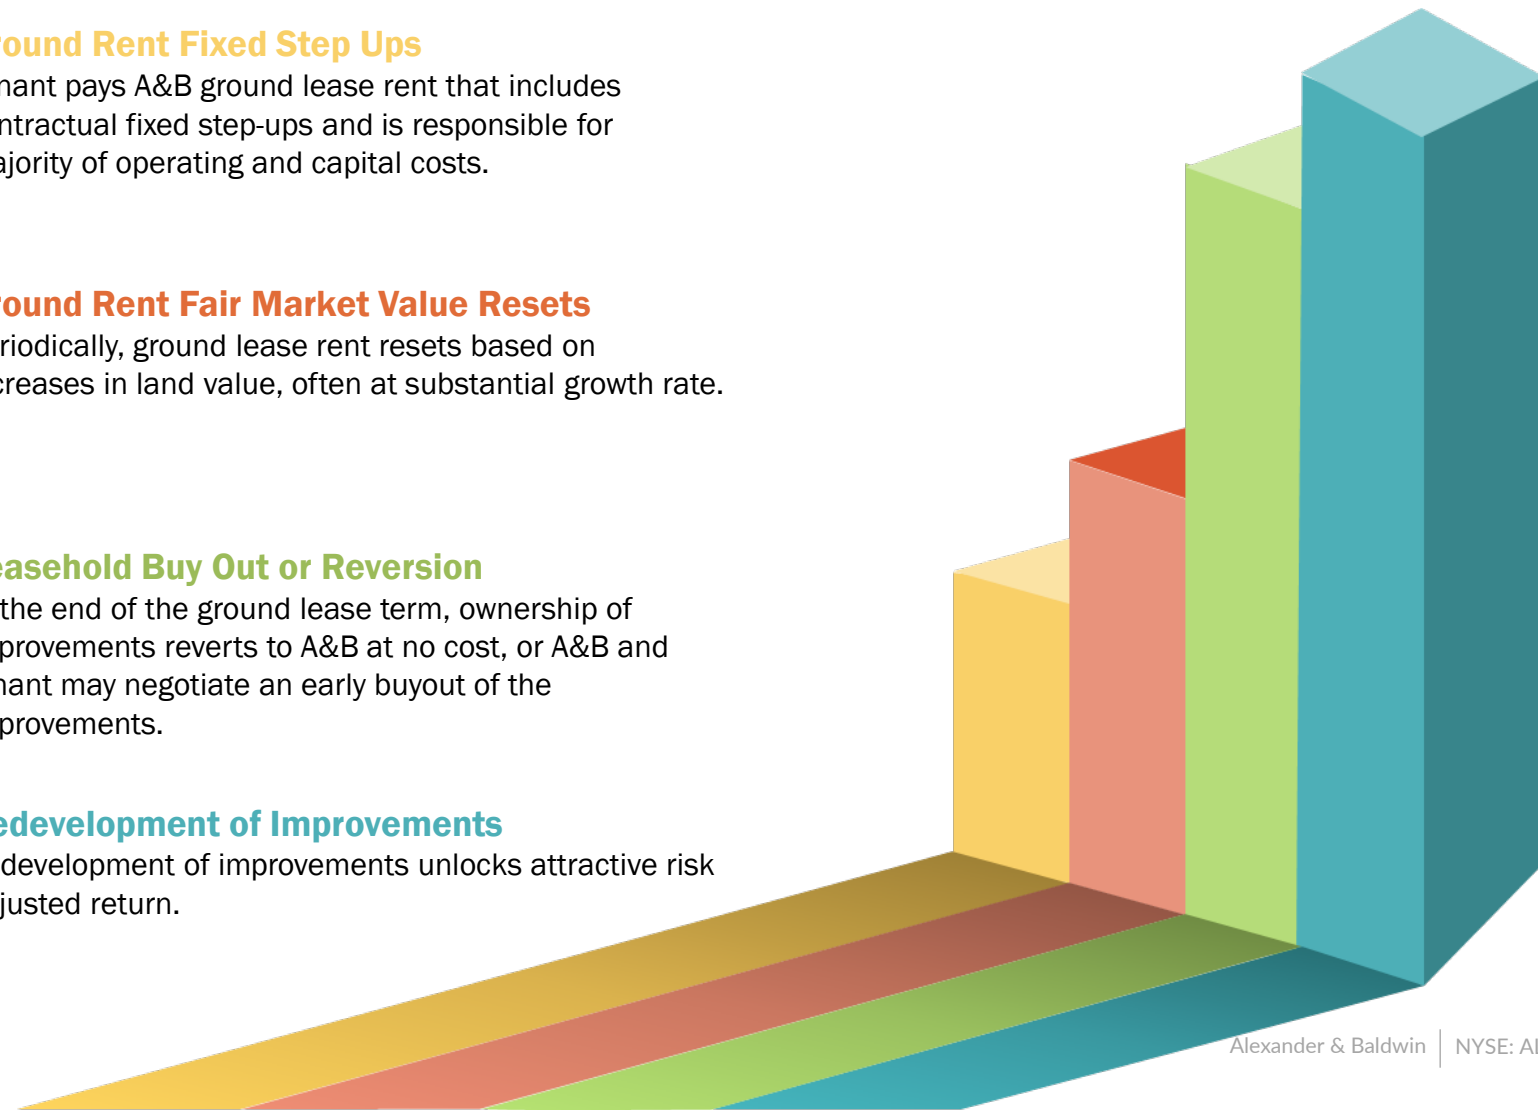 ound Rent Fixed Step Ups
nant pays A&B ground lease rent that includes
ntractual fixed step-ups and is responsible for
ajority of operating and capital costs.
ound Rent Fair Market Value Resets
riodically, ground lease rent resets based on
creases in land value, often at substantial growth rate.
easehold Buy Out or Reversion
the end of the ground lease term, ownership of
provements reverts to A&B at no cost, or A&B and
nant may negotiate an early buyout of the
provements.
edevelopment of Improvements
development of improvements unlocks attractive risk
justed return.
Alexander & Baldwin | NYSE: Al